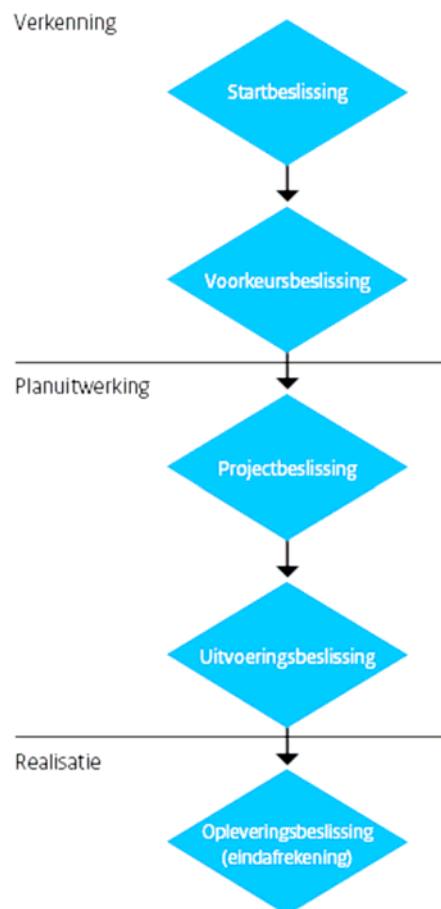 Verkenning
Startbeslissing
Voorkeursbeslissing
Planuitwerking
Projectbeslissing
Uitvoeringsbeslissing
Realisatie
Opleveringsbeslissing
(eindafrekening)